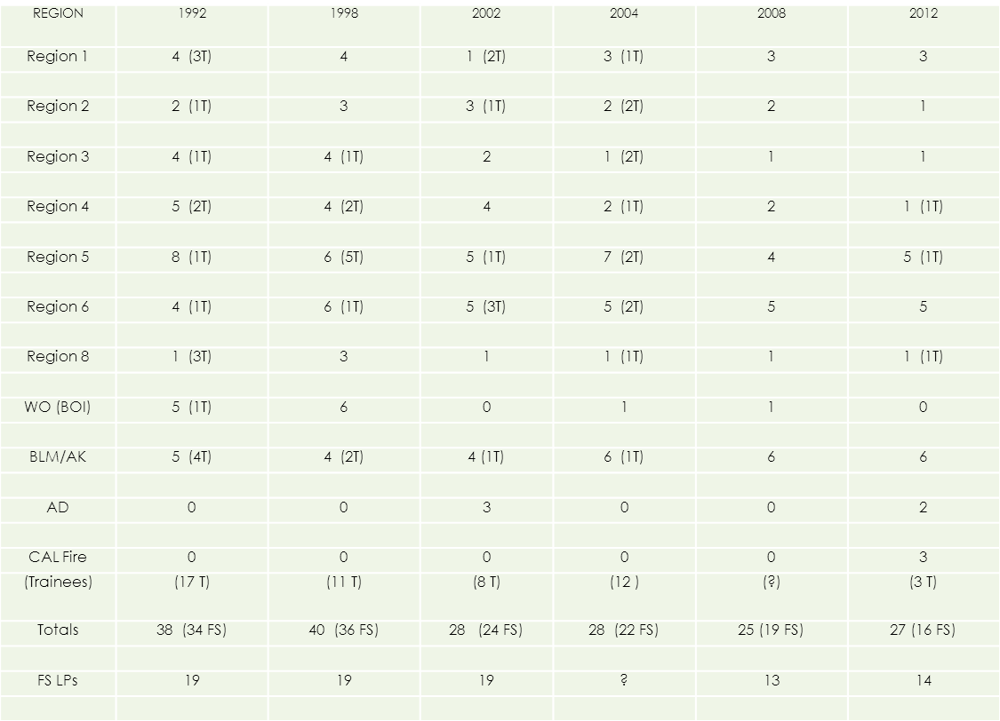 REGION 1992 1998 2002 2004 2008 2012
Region 1 4 (3T) 4 1 (2T) 3 (1T) 3 3
Region 2 2 (1T) 3 3 (1T) 2 (2T) 2 1
Region 3 4 (1T) 4 (1T) 2 1 (2T) 1 1
Region 4 5 (2T) 4 (2T) 4 2 (1T) 2 1 (1T)
Region 5 8 (1T) 6 (5T) 5 (1T) 7 (2T) 4 5 (1T)
Region 6 4 (1T) 6 (1T) 5 (3T) 5 (2T) 5 5
Region 8 1 (3T) 3 1 1 (1T) 1 1 (1T)
WO (BOI) 5 (1T) 6 0 1 1 0
BLM/AK 5 (4T) 4 (2T) 4 (1T) 6 (1T) 6 6
AD 0 0 3 0 0 2
CAL Fire 0 0 0 0 0 3
(Trainees) (17 T) (11 T) (8 T) (12 ) (?) (3 T)
Totals 38 (34 FS) 40 (36 FS) 28 (24 FS) 28 (22 FS) 25 (19 FS) 27 (16 FS)
FS LPs 19 19 19 ? 13 14